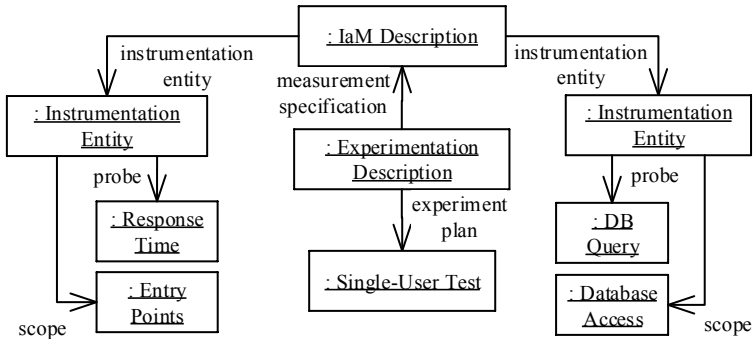 : IaM Description
instrumentation
entity
instrumentation
entity
measurement
specification
: Instrumentation
Entity
: Experimentation
Description
: Instrumentation
Entity
probe
experiment
plan
probe
: Response
Time
: DB
Query
: Single-User Test
: Entry
Points
: Database
Access
scope
scope